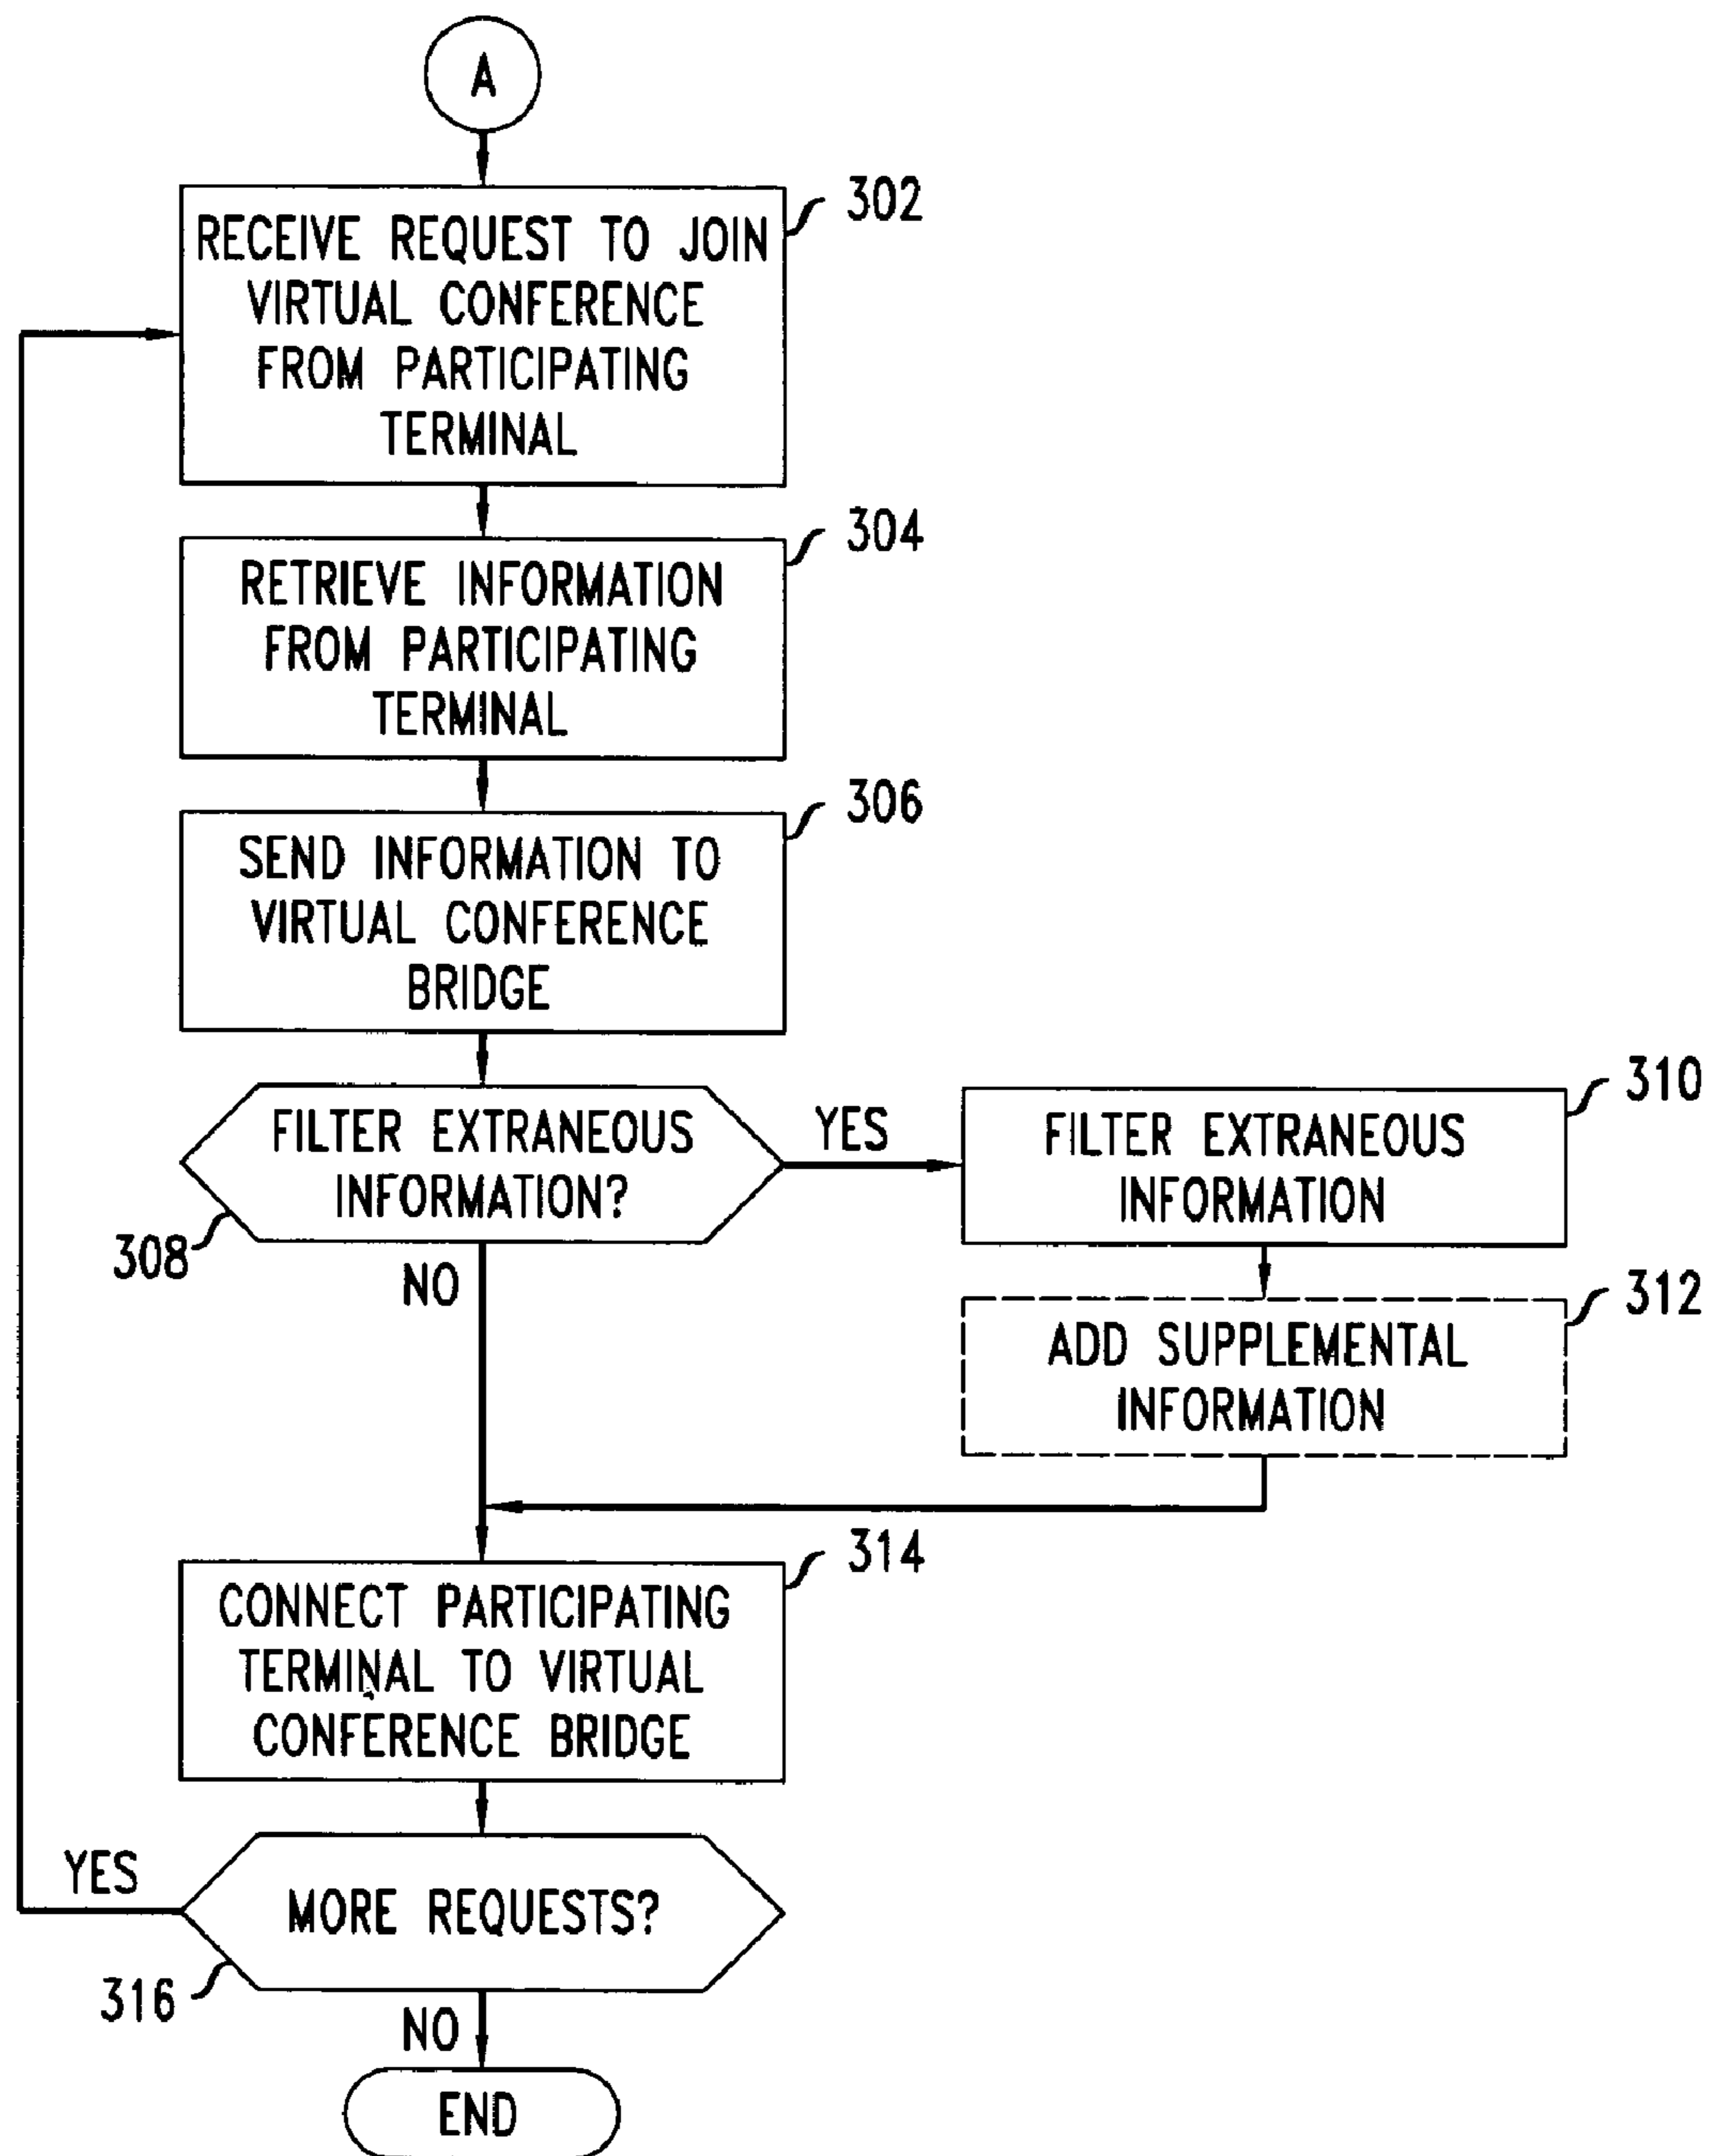 A
302
RECEIVE REQUEST TO JOIN
VIRTUAL CONFERENCE
FROM PARTICIPATING
TERMINAL
304
RETRIEVE INFORMATION
FROM PARTICIPATING
TERMINAL
306
SEND INFORMATION TO
VIRTUAL CONFERENCE
BRIDGE
FILTER EXTRANEOUS
INFORMATION?
308
YES
NO
310
FILTER EXTRANEOUS
INFORMATION
312
ADD SUPPLEMENTAL
INFORMATION
314
CONNECT PARTICIPATING
TERMINAL TO VIRTUAL
CONFERENCE BRIDGE
YES
MORE REQUESTS?
316
NO
END